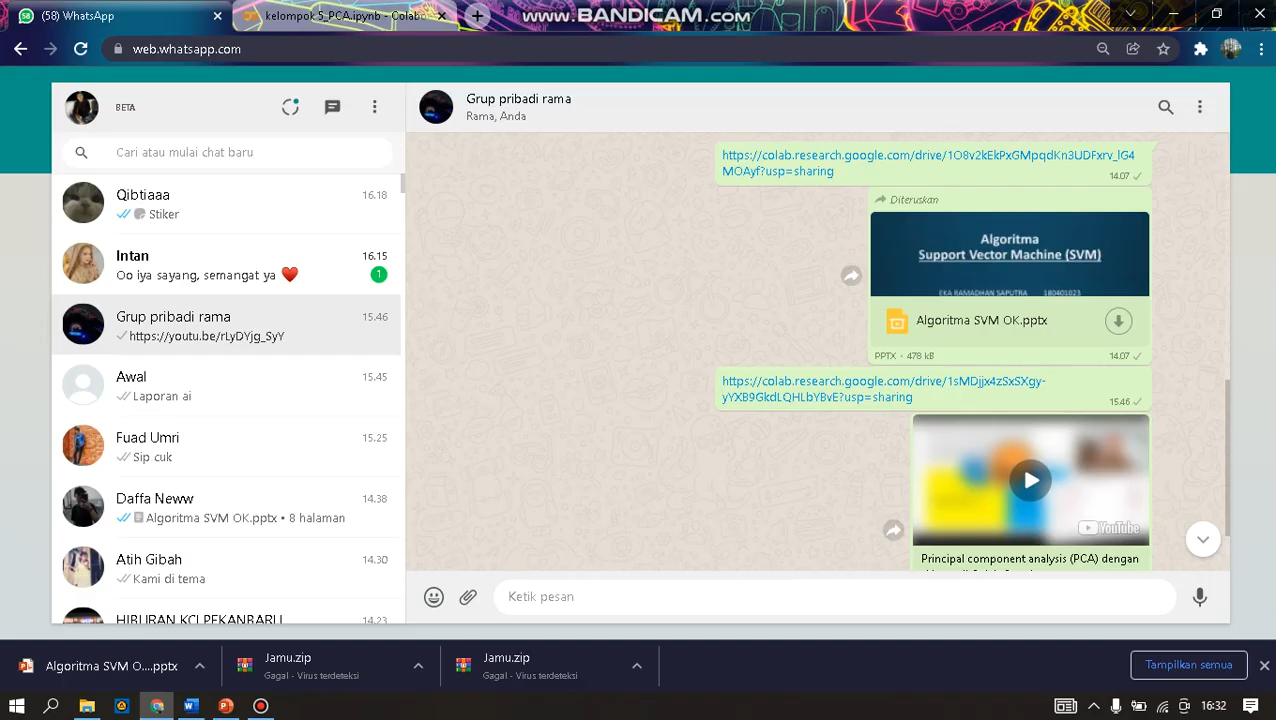 (58) WhatsApp
kelompok 5_PCA.ipynb - Colabo
WWW.BANDICAM.COM
web.whatsapp.com
BETA
Cari atau mulai chat baru
Qibtiaaa 16.18
Stiker
Intan 16.15
Oo iya sayang, semangat ya ❤️ 1
Grup pribadi rama 15.46
https://youtu.be/rLyDYjg_SyY
Awal 15.45
Laporan ai
Fuad Umri 15.25
Sip cuk
Daffa Neww 14.38
Algoritma SVM OK.pptx • 8 halaman
Atih Gibah 14.30
Kami di tema
HIBURAN KCI PEKANBARU 14.23
Grup pribadi rama
Rama, Anda
https://colab.research.google.com/drive/1O8v2kEkPxGMpqdKn3UDFxrv_lG4
MOAyf?usp=sharing
14.07
Diteruskan
Algoritma
Support Vector Machine (SVM)
EKA RAMADHAN SAPUTRA 180401023
Algoritma SVM OK.pptx
PPTX • 478 kB 14.07
https://colab.research.google.com/drive/1sMDjjx4zSxSXgy-
yYXB9GkdLQHLbYBvE?usp=sharing
15.46
YouTube
Principal component analysis (PCA) dengan
Ketik pesan
Algoritma SVM O....pptx
Jamu.zip
Gagal - Virus terdeteksi
Jamu.zip
Gagal - Virus terdeteksi
Tampilkan semua
16:32